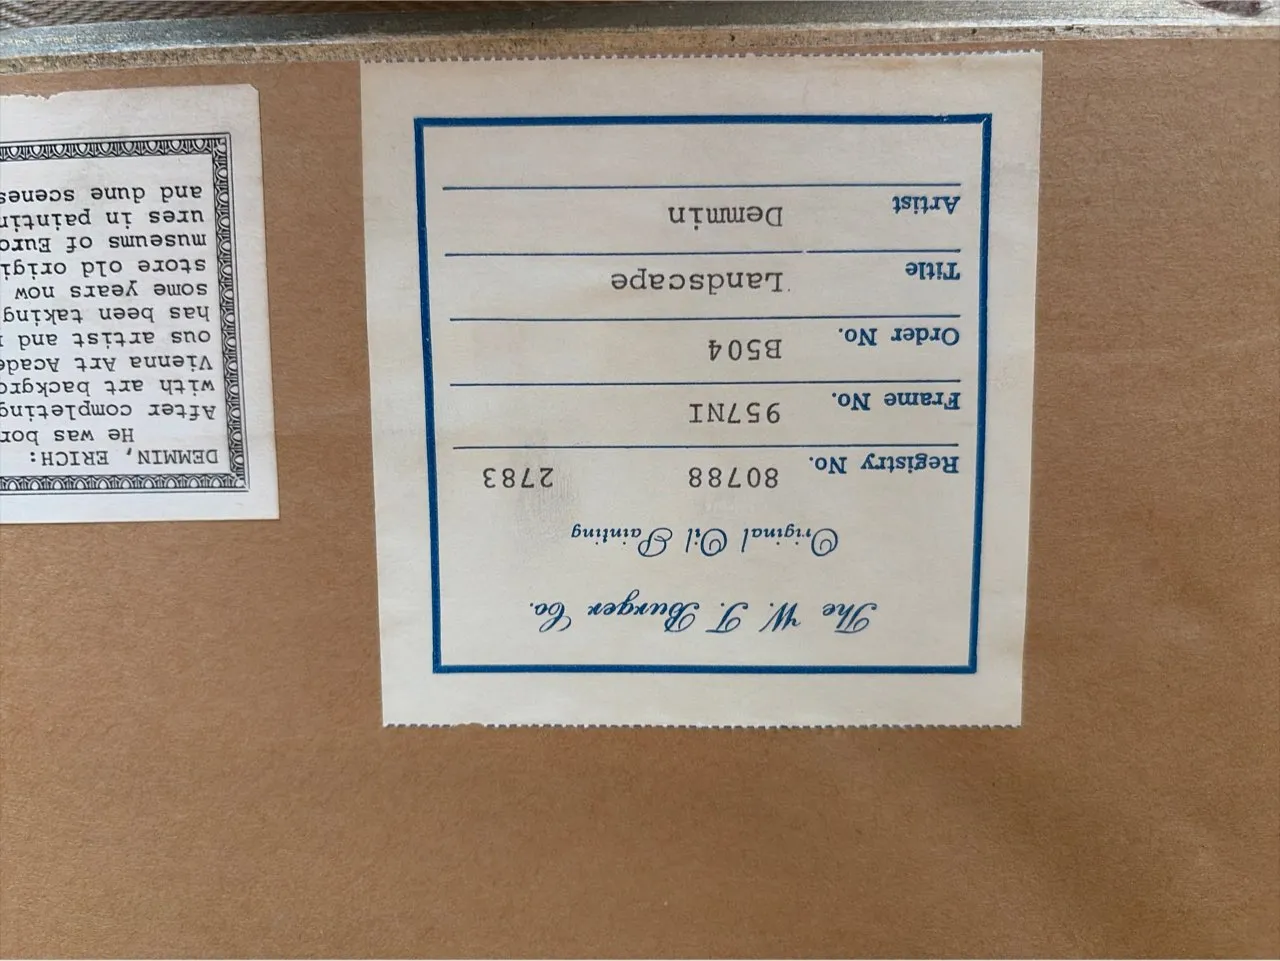 The W. T. Burger Co.
Original Oil Painting
Registry No. 80788 2783
Frame No. 957NI
Order No. B504
Title Landscape
Artist Demmin
DEMMIN, ERICH:
He was bor
After completing
with art backgro
Vienna Art Acade
ous artist and
has been taking
some years now
store old origi
museums of Euro
ures in paintin
and dune scenes